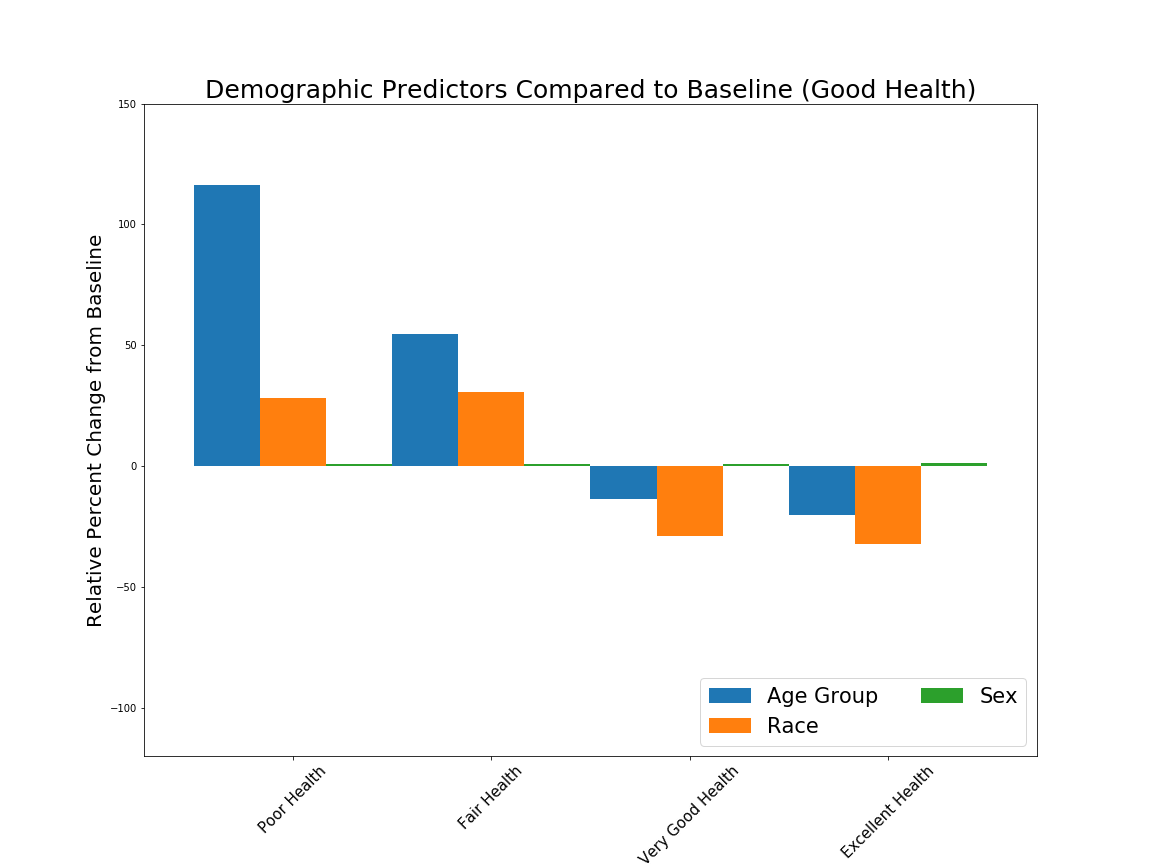 Demographic Predictors Compared to Baseline (Good Health)
Relative Percent Change from Baseline
150
100
50
0
−50
−100
Age Group
Race
Sex
Poor Health
Fair Health
Very Good Health
Excellent Health